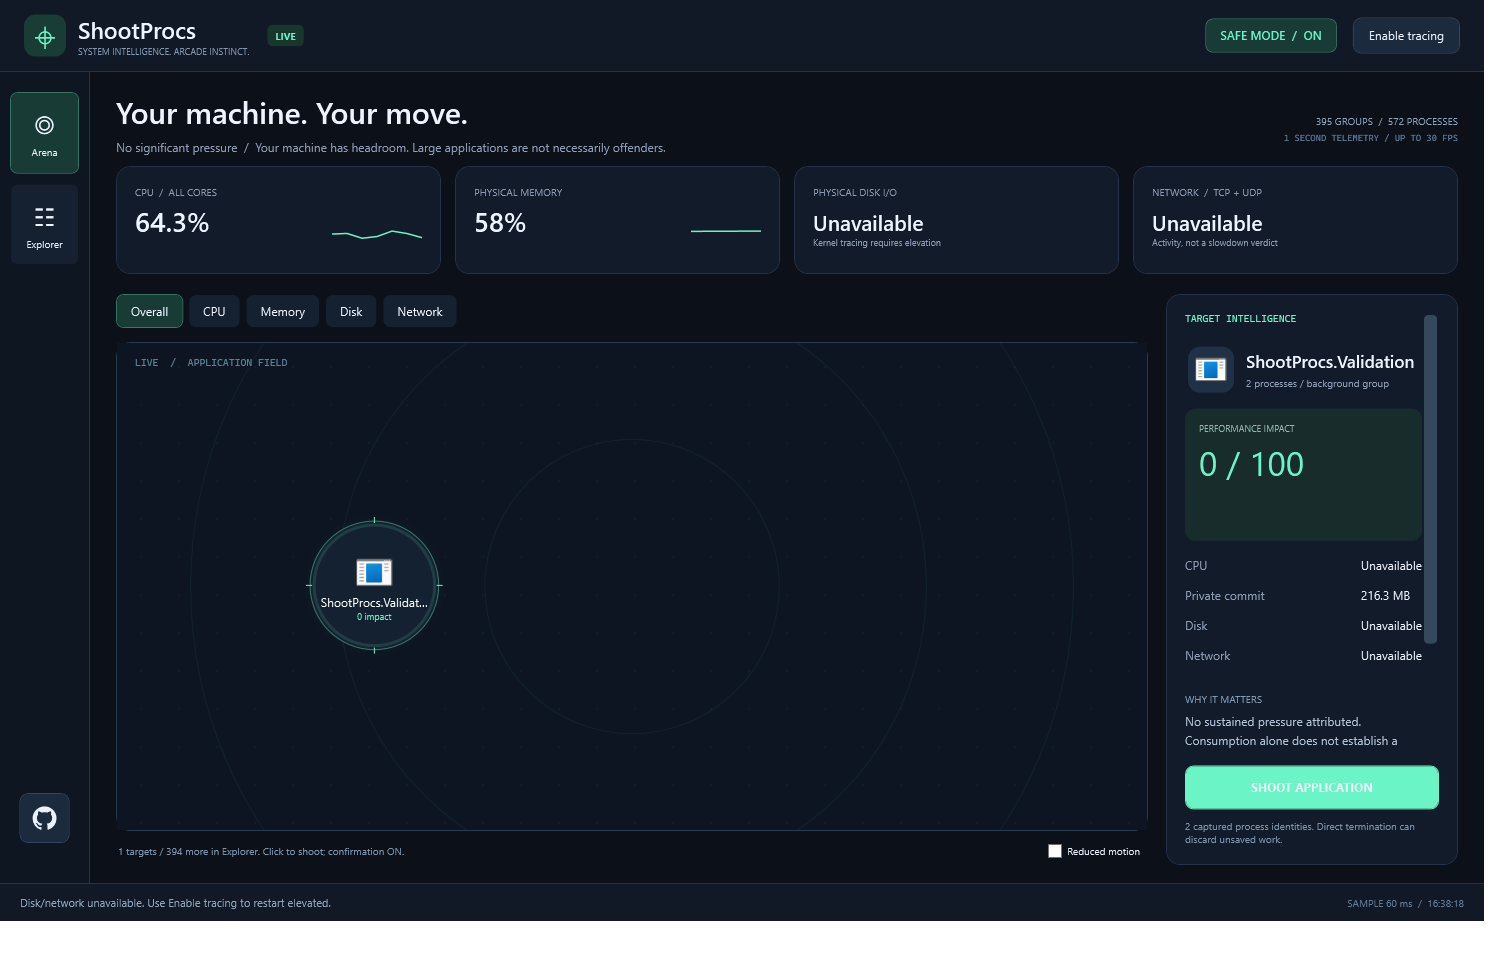 ShootProcs
SYSTEM INTELLIGENCE. ARCADE INSTINCT.
LIVE
SAFE MODE / ON
Enable tracing
Arena
Explorer
Your machine. Your move.
No significant pressure / Your machine has headroom. Large applications are not necessarily offenders.
395 GROUPS / 572 PROCESSES
1 SECOND TELEMETRY / UP TO 30 FPS
CPU / ALL CORES
64.3%
PHYSICAL MEMORY
58%
PHYSICAL DISK I/O
Unavailable
Kernel tracing requires elevation
NETWORK / TCP + UDP
Unavailable
Activity, not a slowdown verdict
Overall
CPU
Memory
Disk
Network
LIVE / APPLICATION FIELD
ShootProcs.Validat...
0 impact
1 targets / 394 more in Explorer. Click to shoot; confirmation ON.
Reduced motion
TARGET INTELLIGENCE
ShootProcs.Validation
2 processes / background group
PERFORMANCE IMPACT
0 / 100
CPU Unavailable
Private commit 216.3 MB
Disk Unavailable
Network Unavailable
WHY IT MATTERS
No sustained pressure attributed.
Consumption alone does not establish a
SHOOT APPLICATION
2 captured process identities. Direct termination can
discard unsaved work.
Disk/network unavailable. Use Enable tracing to restart elevated.
SAMPLE 60 ms / 16:38:18